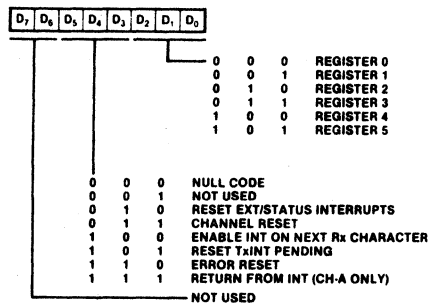 D7 D6 D5 D4 D3 D2 D1 D0
0 0 0 REGISTER 0
0 0 1 REGISTER 1
0 1 0 REGISTER 2
0 1 1 REGISTER 3
1 0 0 REGISTER 4
1 0 1 REGISTER 5
0 0 0 NULL CODE
0 0 1 NOT USED
0 1 0 RESET EXT/STATUS INTERRUPTS
0 1 1 CHANNEL RESET
1 0 0 ENABLE INT ON NEXT Rx CHARACTER
1 0 1 RESET TxINT PENDING
1 1 0 ERROR RESET
1 1 1 RETURN FROM INT (CH-A ONLY)
NOT USED